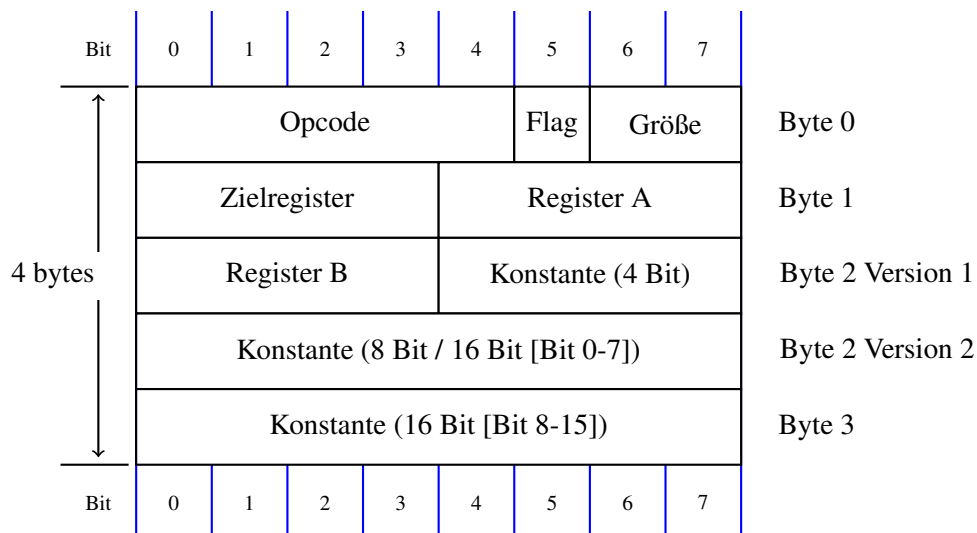 Bit 0 1 2 3 4 5 6 7
Opcode Flag Größe Byte 0
Zielregister Register A Byte 1
4 bytes Register B Konstante (4 Bit) Byte 2 Version 1
Konstante (8 Bit / 16 Bit [Bit 0-7]) Byte 2 Version 2
Konstante (16 Bit [Bit 8-15]) Byte 3
Bit 0 1 2 3 4 5 6 7